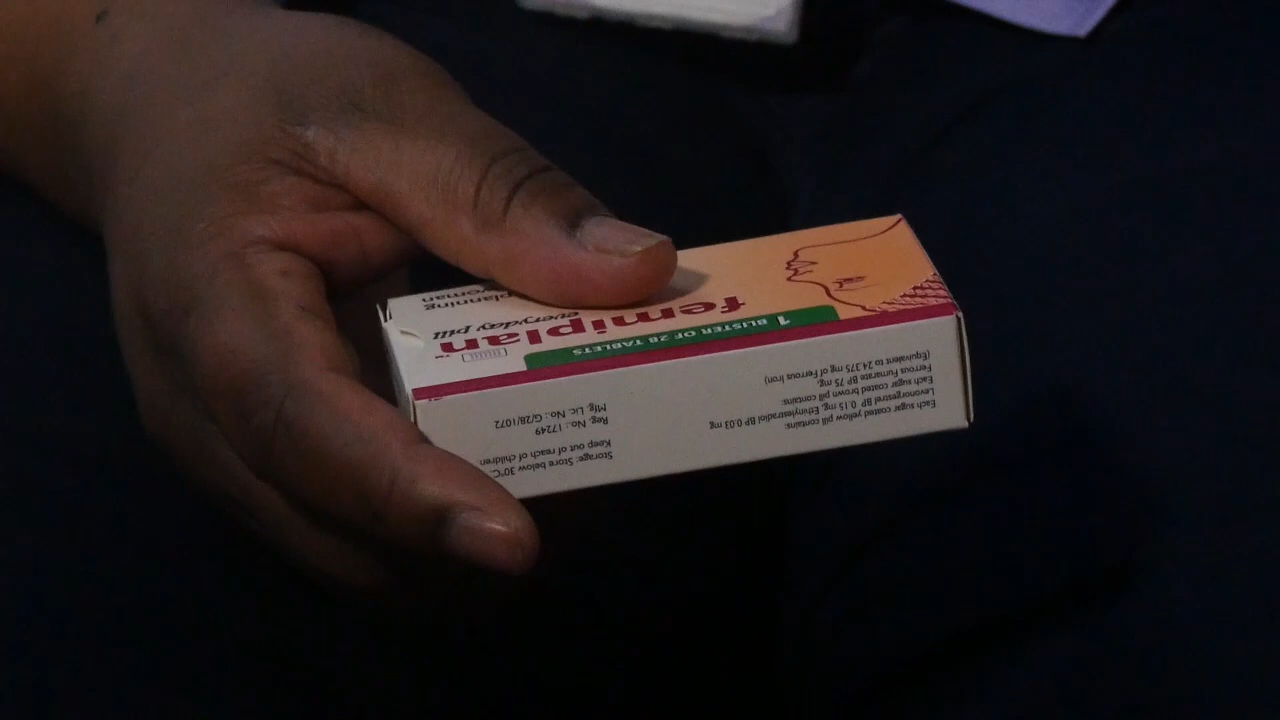 femiplan™
everyday pill
planning
woman
1 BLISTER OF 28 TABLETS
Each sugar coated yellow pill contains:
Levonorgestrel BP 0.15 mg, Ethinylestradiol BP 0.03 mg
Each sugar coated brown pill contains:
Ferrous Fumarate BP 75 mg.
(Equivalent to 24.375 mg of Ferrous Iron)
Storage: Store below 30°C.
Keep out of reach of children
Reg. No.: 17249
Mfg. Lic. No.: G/28/1072